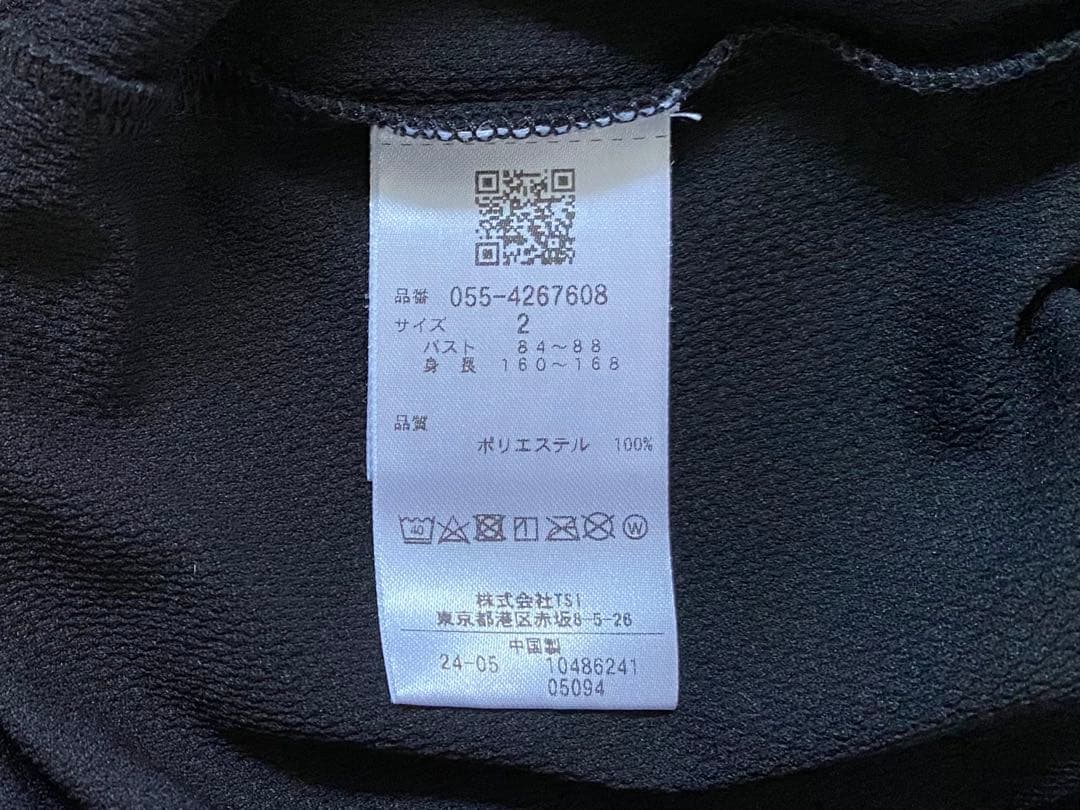 品番 055-4267608
サイズ 2
バスト 84～88
身長 160～168
品質
ポリエステル 100%
40 W
株式会社TSI
東京都港区赤坂8-5-26
中国製
24-05 10486241
05094